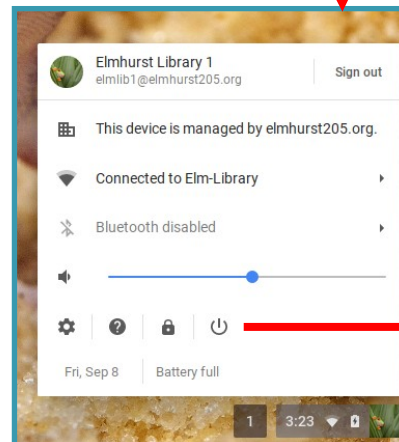 Elmhurst Library 1
elmlib1@elmhurst205.org
Sign out
This device is managed by elmhurst205.org.
Connected to Elm-Library
Bluetooth disabled
Fri, Sep 8
Battery full
1
3:23